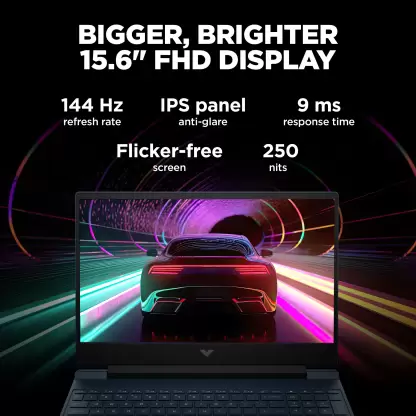 BIGGER, BRIGHTER
15.6" FHD DISPLAY
144 Hz
refresh rate
IPS panel
anti-glare
9 ms
response time
Flicker-free
screen
250
nits